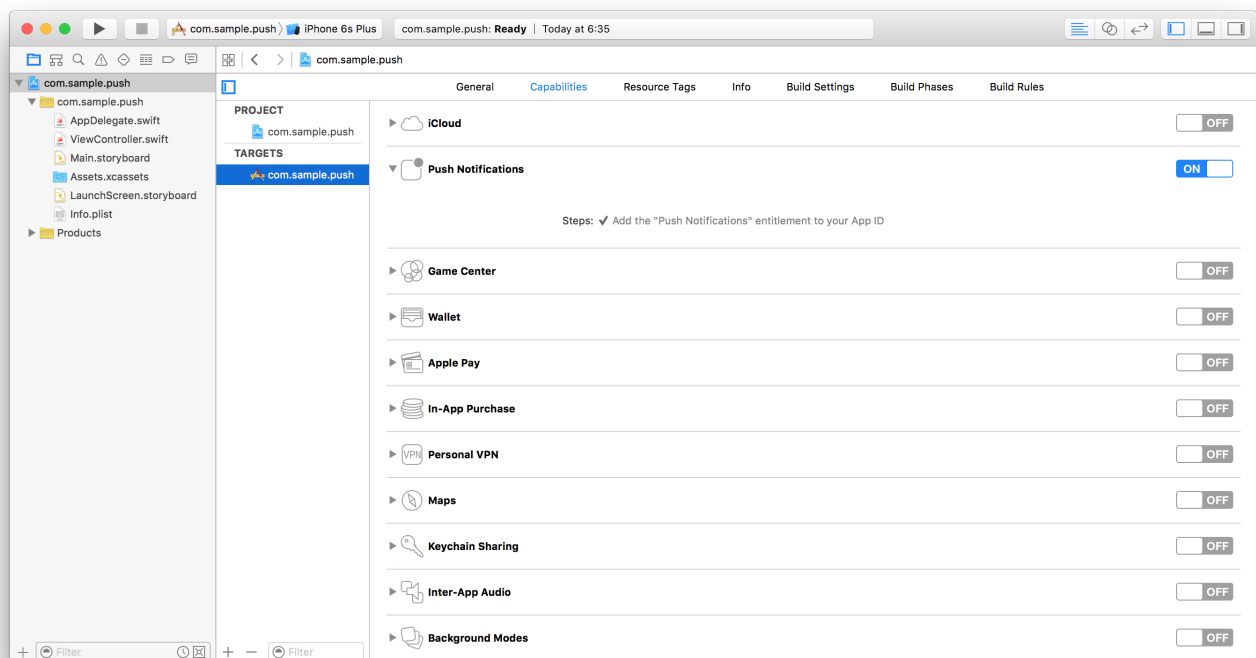 com.sample.push iPhone 6s Plus com.sample.push: Ready | Today at 6:35
com.sample.push
com.sample.push
General Capabilities Resource Tags Info Build Settings Build Phases Build Rules
com.sample.push
AppDelegate.swift
ViewController.swift
Main.storyboard
Assets.xcassets
LaunchScreen.storyboard
Info.plist
Products
Filter
PROJECT
com.sample.push
TARGETS
com.sample.push
Filter
iCloud OFF
Push Notifications ON
Steps: ✓ Add the "Push Notifications" entitlement to your App ID
Game Center OFF
Wallet OFF
Apple Pay OFF
In-App Purchase OFF
VPN Personal VPN OFF
Maps OFF
Keychain Sharing OFF
Inter-App Audio OFF
Background Modes OFF